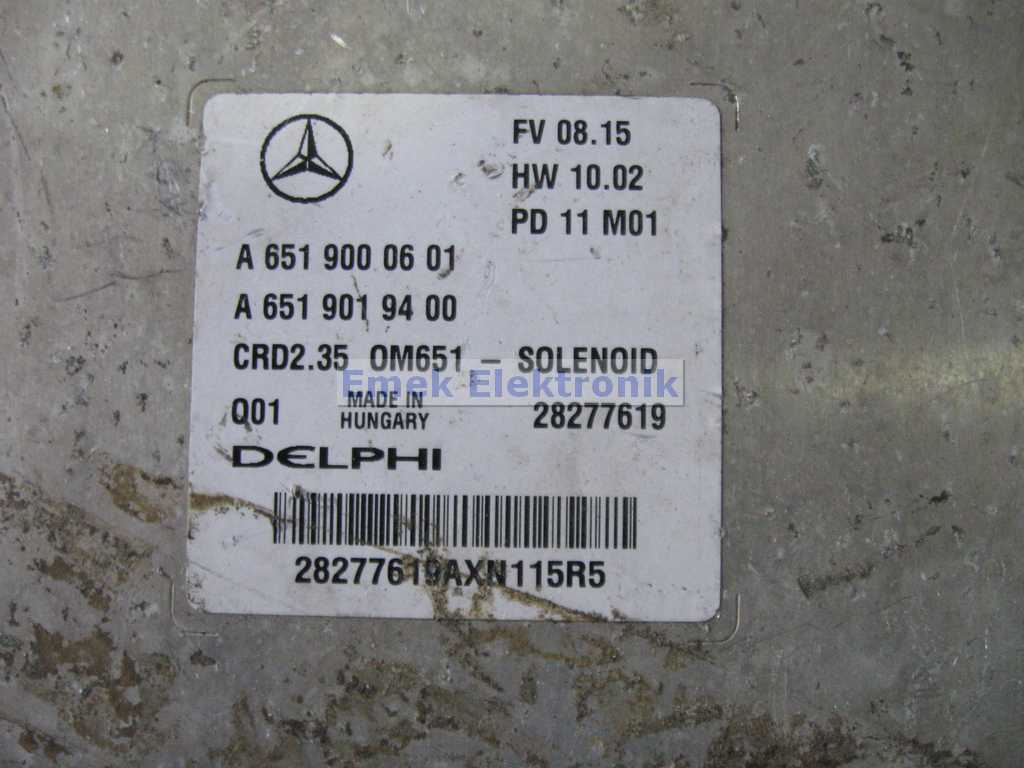 FV 08.15
HW 10.02
PD 11 M01
A 651 900 06 01
A 651 901 94 00
CRD2.35 OM651 – SOLENOID
Emek Elektronik
Q01 MADE IN HUNGARY 28277619
DELPHI
28277619AXN115R5